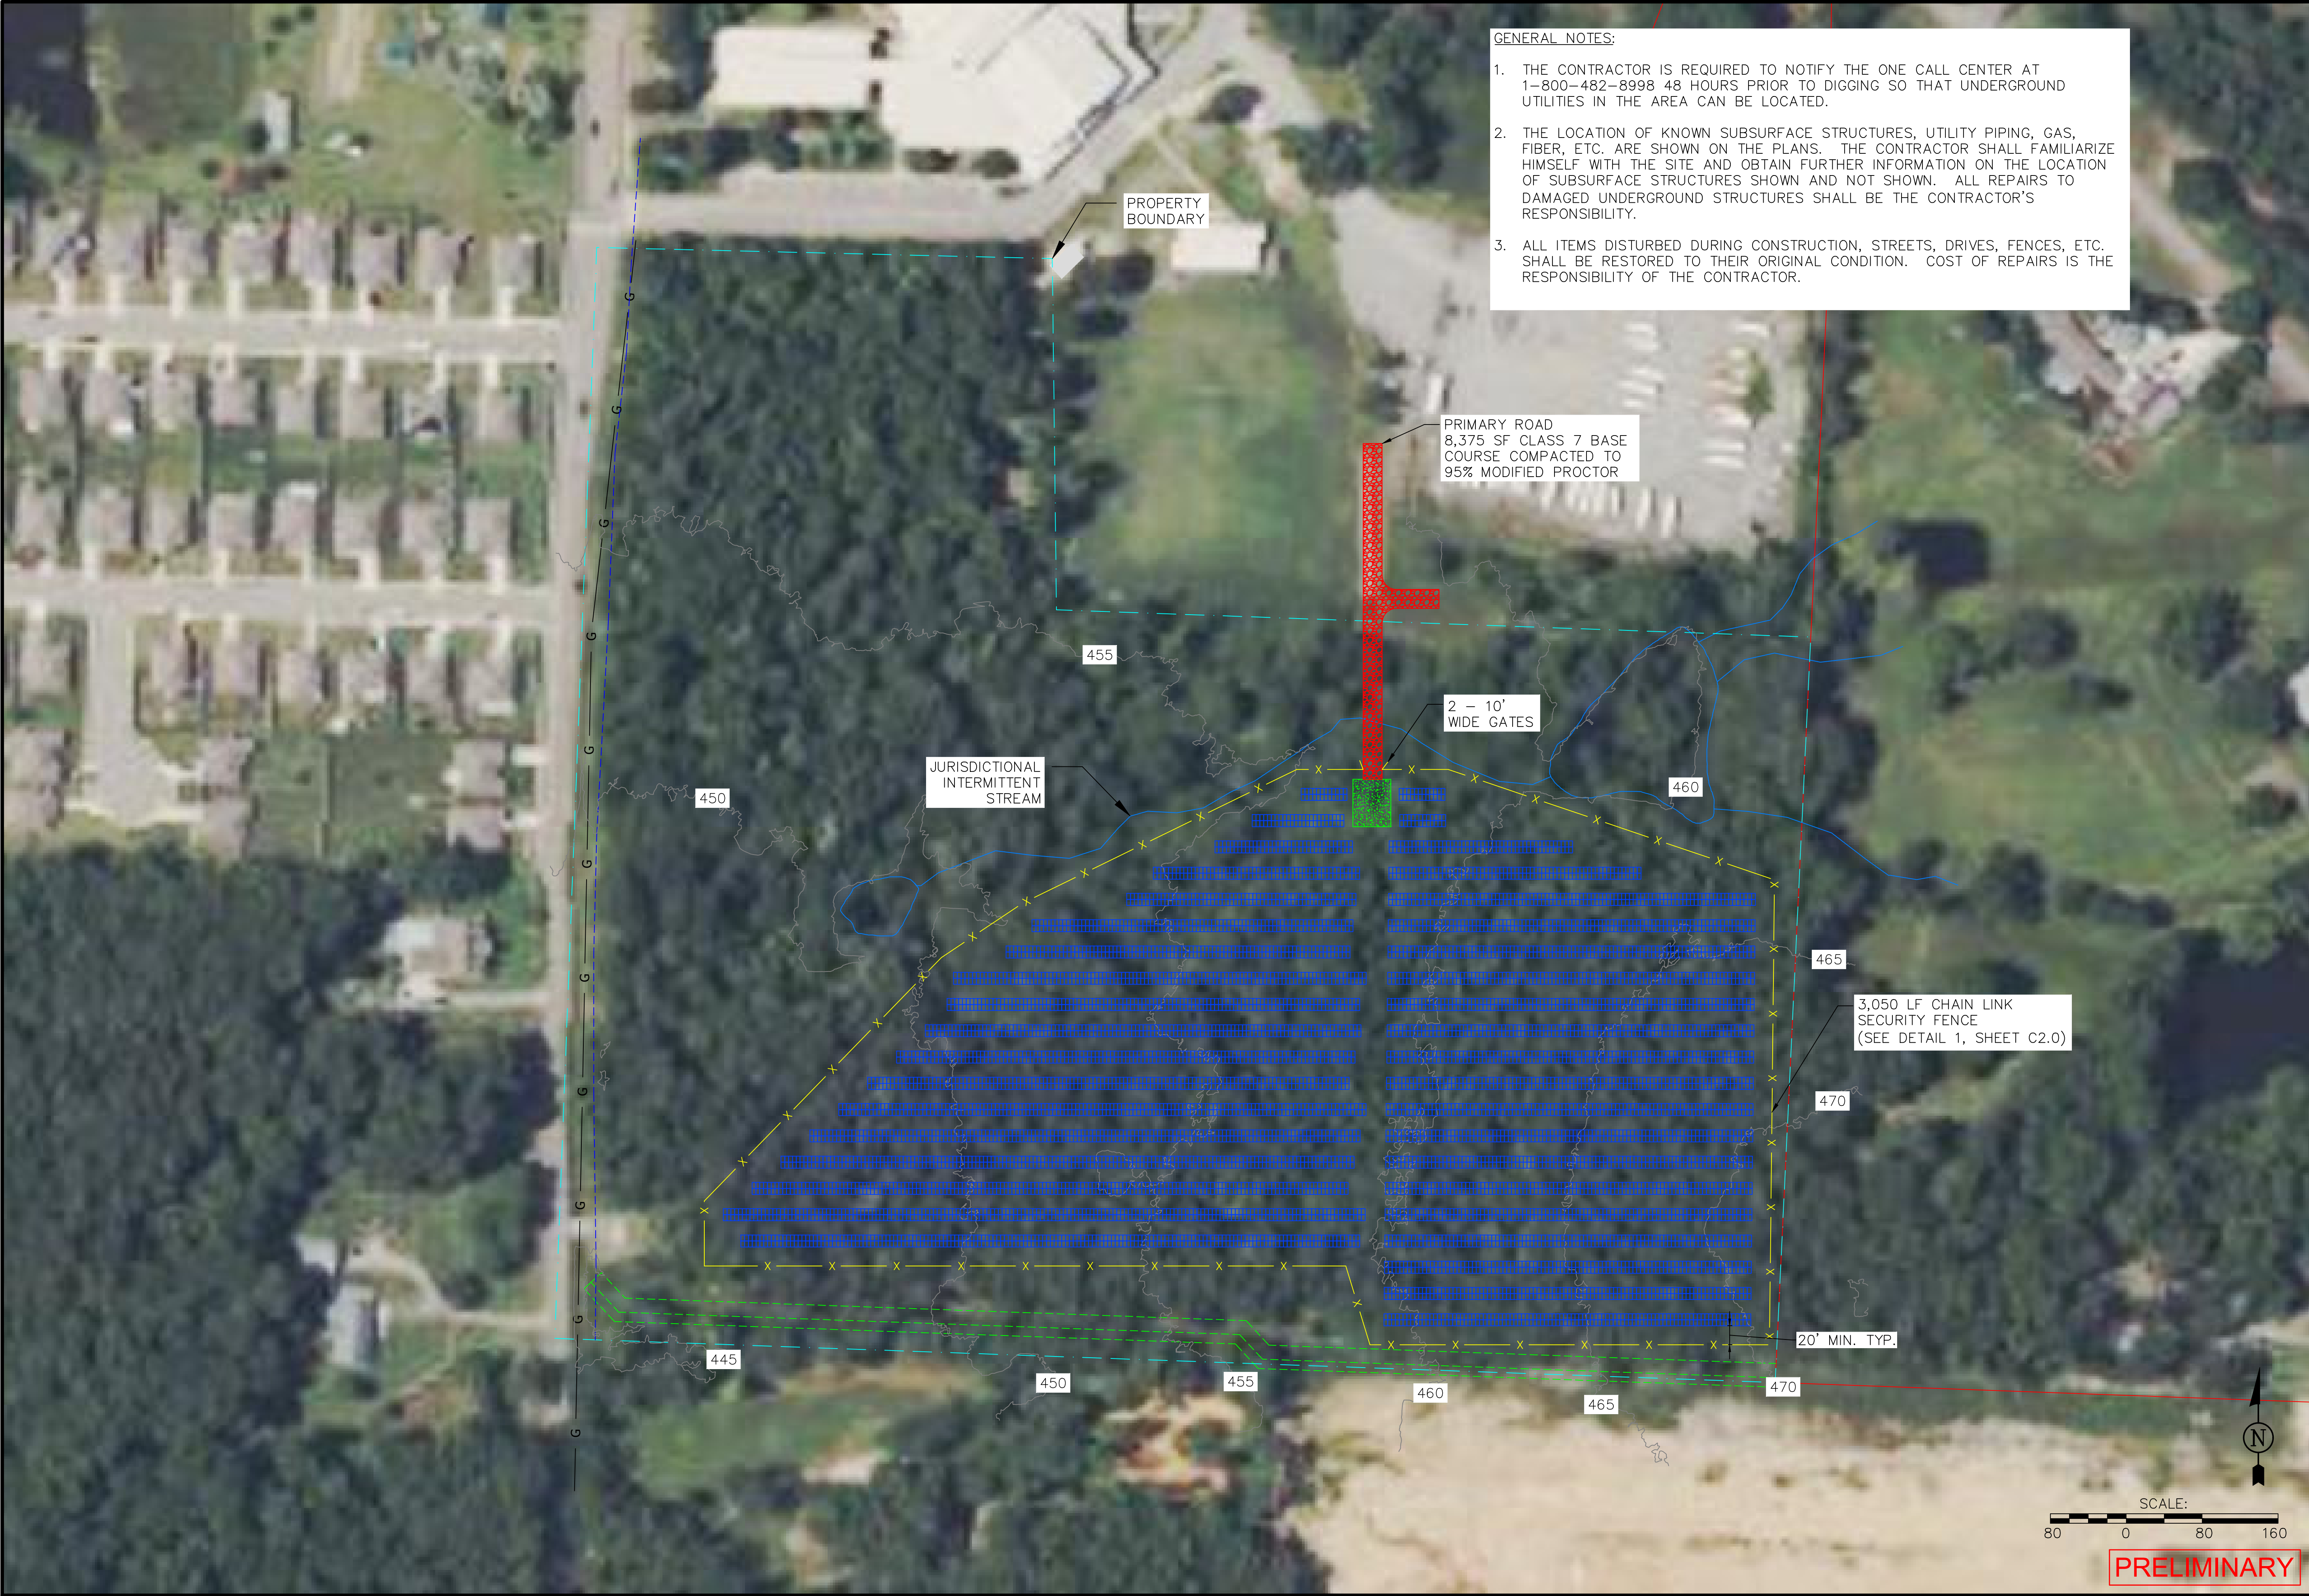 GENERAL NOTES:
1. THE CONTRACTOR IS REQUIRED TO NOTIFY THE ONE CALL CENTER AT
1-800-482-8998 48 HOURS PRIOR TO DIGGING SO THAT UNDERGROUND
UTILITIES IN THE AREA CAN BE LOCATED.
2. THE LOCATION OF KNOWN SUBSURFACE STRUCTURES, UTILITY PIPING, GAS,
FIBER, ETC. ARE SHOWN ON THE PLANS. THE CONTRACTOR SHALL FAMILIARIZE
HIMSELF WITH THE SITE AND OBTAIN FURTHER INFORMATION ON THE LOCATION
OF SUBSURFACE STRUCTURES SHOWN AND NOT SHOWN. ALL REPAIRS TO
DAMAGED UNDERGROUND STRUCTURES SHALL BE THE CONTRACTOR'S
RESPONSIBILITY.
3. ALL ITEMS DISTURBED DURING CONSTRUCTION, STREETS, DRIVES, FENCES, ETC.
SHALL BE RESTORED TO THEIR ORIGINAL CONDITION. COST OF REPAIRS IS THE
RESPONSIBILITY OF THE CONTRACTOR.
PROPERTY
BOUNDARY
PRIMARY ROAD
8,375 SF CLASS 7 BASE
COURSE COMPACTED TO
95% MODIFIED PROCTOR
455
2 - 10'
WIDE GATES
JURISDICTIONAL
INTERMITTENT
STREAM
450
460
465
3,050 LF CHAIN LINK
SECURITY FENCE
(SEE DETAIL 1, SHEET C2.0)
470
20' MIN. TYP.
445
450
455
460
465
470
N
SCALE:
80 0 80 160
PRELIMINARY
G
G
G
G
G
G
G
G
G
G
G